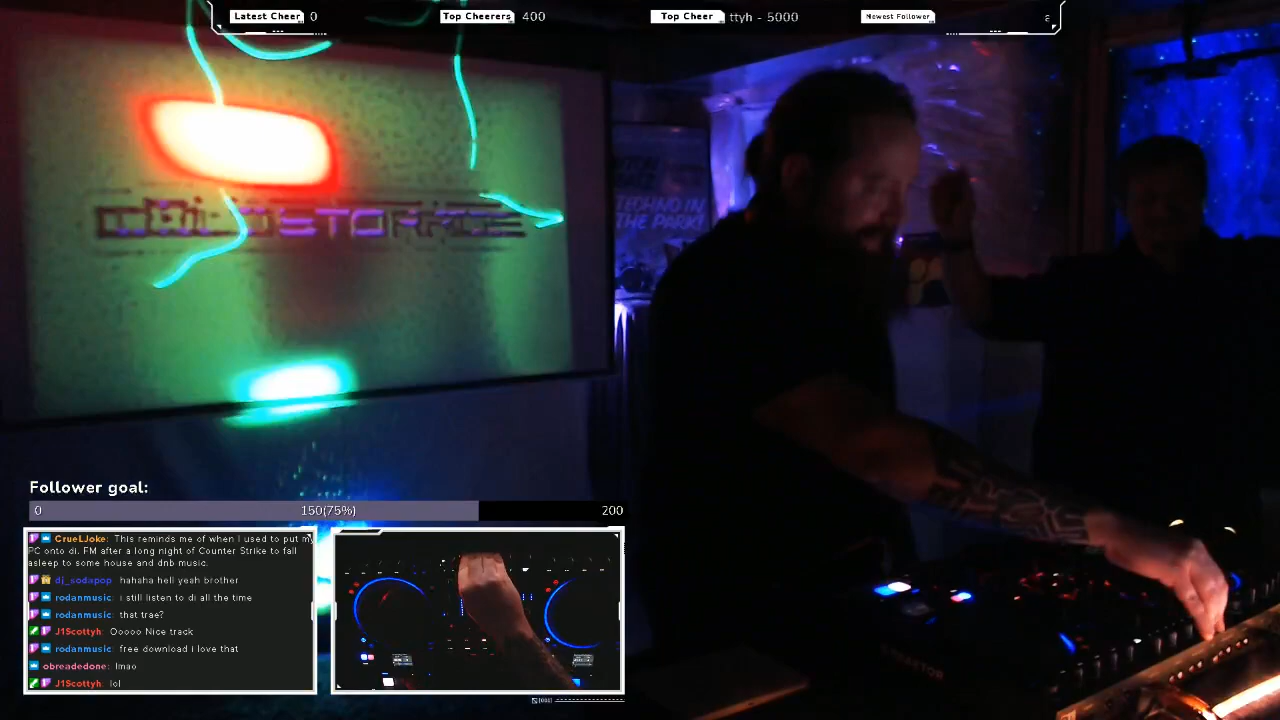 Latest Cheer 0
Top Cheerers 400
Top Cheer ttyh - 5000
Newest Follower
TECHNO IN
THE PARK!
Follower goal:
0 150(75%) 200
CrueLJoke: This reminds me of when I used to put m
PC onto di. FM after a long night of Counter Strike to fall
asleep to some house and dnb music.
dj_sodapop hahaha hell yeah brother
rodanmusic: i still listen to di all the time
rodanmusic: that trae?
J1Scottyh: Ooooo Nice track
rodanmusic: free download i love that
obreadedone: lmao
J1Scottyh: lol